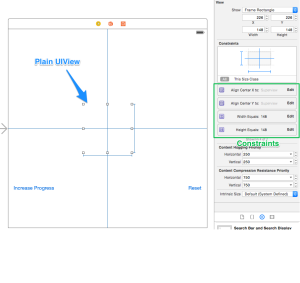 View
Show Frame Rectangle
226 226
X Y
148 148
Width Height
Constraints
All This Size Class
Align Center X to: Superview Edit
Align Center Y to: Superview Edit
Width Equals: 148 Edit
Height Equals: 148 Edit
Constraints
Content Hugging Priority
Horizontal 250
Vertical 250
Content Compression Resistance Priority
Horizontal 750
Vertical 750
Intrinsic Size Default (System Defined)
Search Bar and Search Display
Plain UIView
Increase Progress
Reset